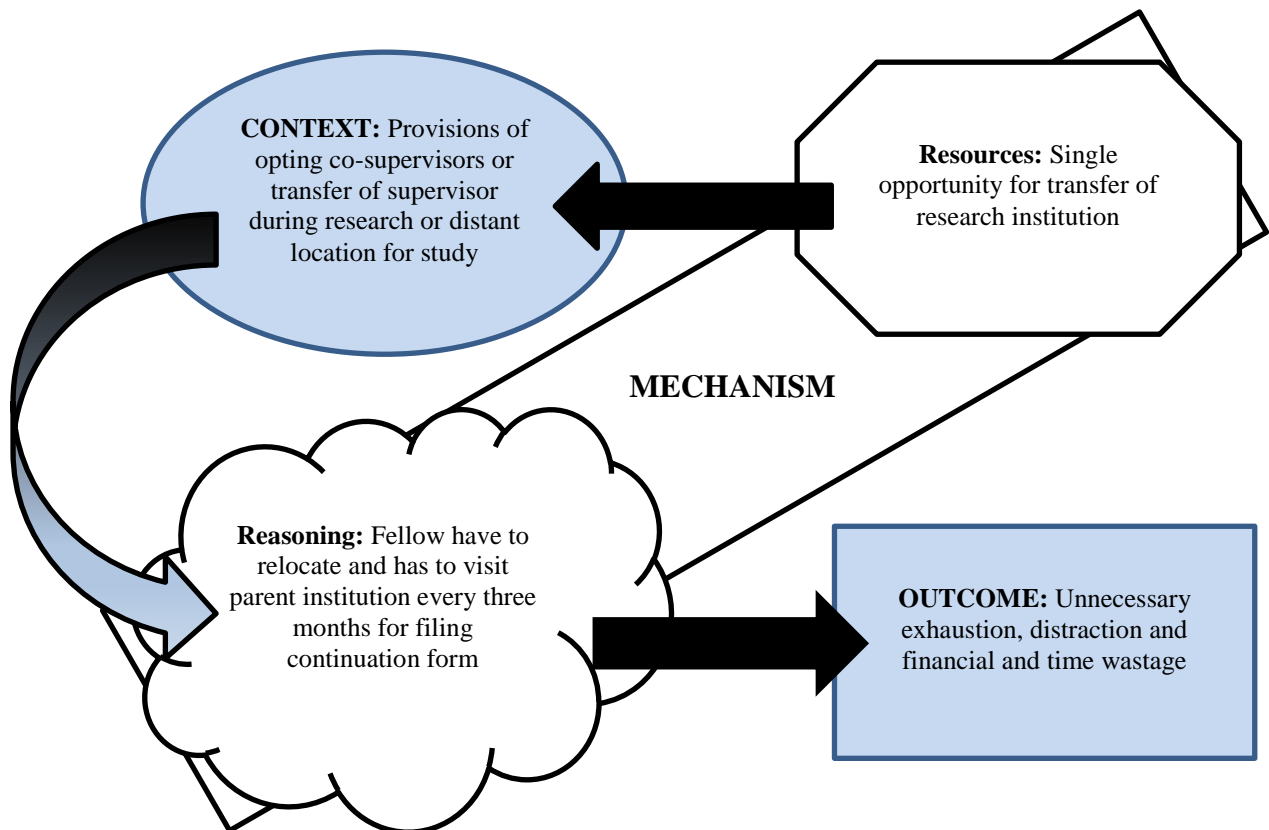 CONTEXT: Provisions of
opting co-supervisors or
transfer of supervisor
during research or distant
location for study
Resources: Single
opportunity for transfer of
research institution
MECHANISM
Reasoning: Fellow have to
relocate and has to visit
parent institution every three
months for filing
continuation form
OUTCOME: Unnecessary
exhaustion, distraction and
financial and time wastage